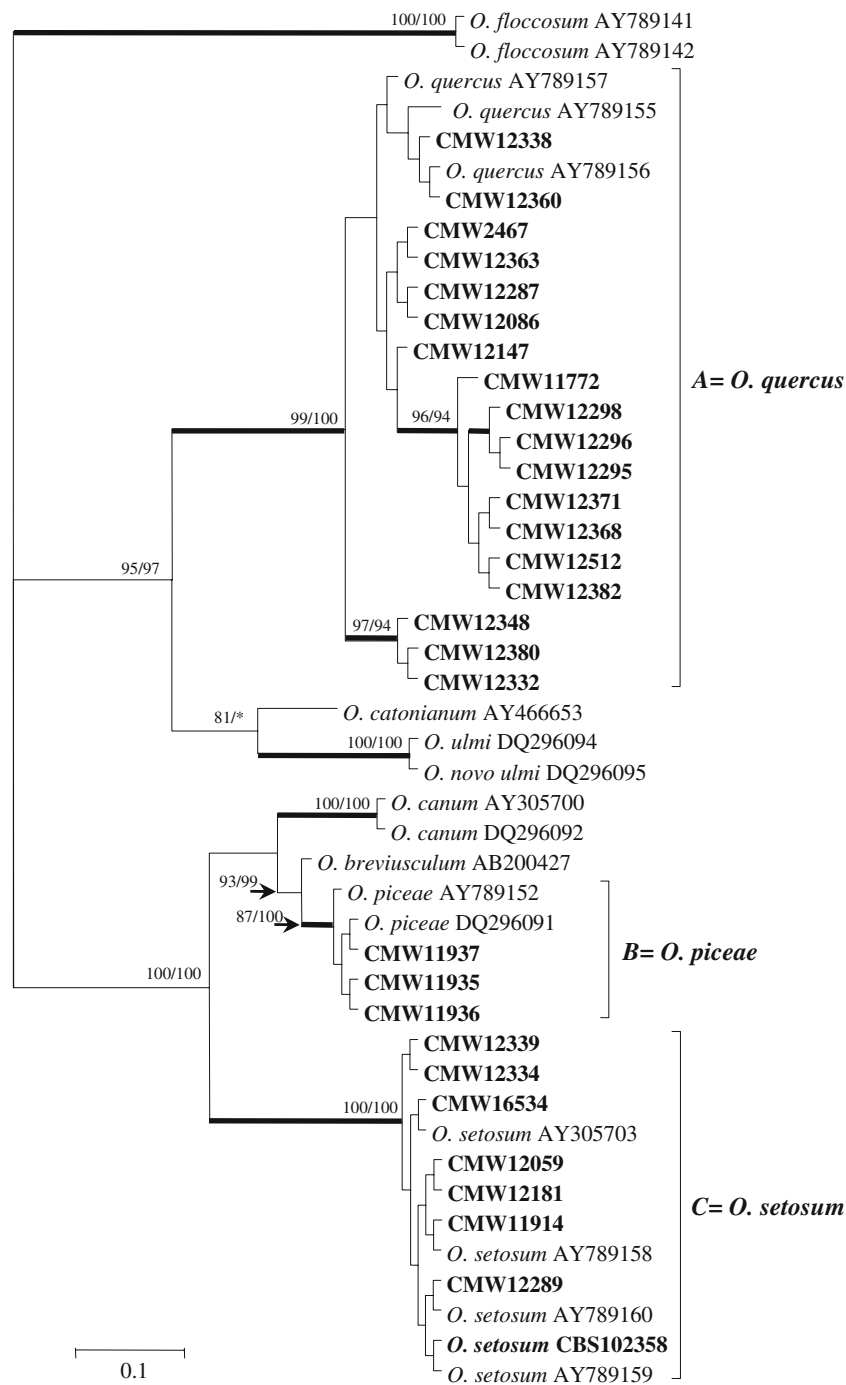 100/100
O. floccosum AY789141
O. floccosum AY789142
O. quercus AY789157
O. quercus AY789155
CMW12338
O. quercus AY789156
CMW12360
CMW2467
CMW12363
CMW12287
CMW12086
CMW12147
CMW11772
A= O. quercus
99/100
96/94
CMW12298
CMW12296
CMW12295
CMW12371
CMW12368
CMW12512
95/97
CMW12382
97/94
CMW12348
CMW12380
CMW12332
81/*
O. catonianum AY466653
100/100
O. ulmi DQ296094
O. novo ulmi DQ296095
100/100
O. canum AY305700
O. canum DQ296092
O. breviusculum AB200427
93/99
O. piceae AY789152
87/100
O. piceae DQ296091
CMW11937
B= O. piceae
100/100
CMW11935
CMW11936
CMW12339
CMW12334
100/100
CMW16534
O. setosum AY305703
CMW12059
CMW12181
C= O. setosum
CMW11914
O. setosum AY789158
CMW12289
O. setosum AY789160
O. setosum CBS102358
O. setosum AY789159
0.1